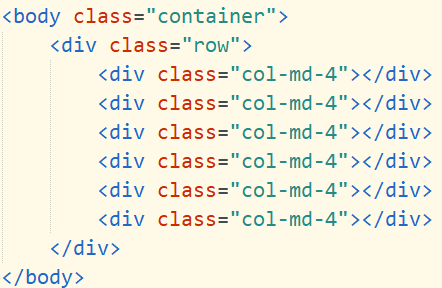 <body class="container">
    <div class="row">
        <div class="col-md-4"></div>
        <div class="col-md-4"></div>
        <div class="col-md-4"></div>
        <div class="col-md-4"></div>
        <div class="col-md-4"></div>
        <div class="col-md-4"></div>
    </div>
</body>